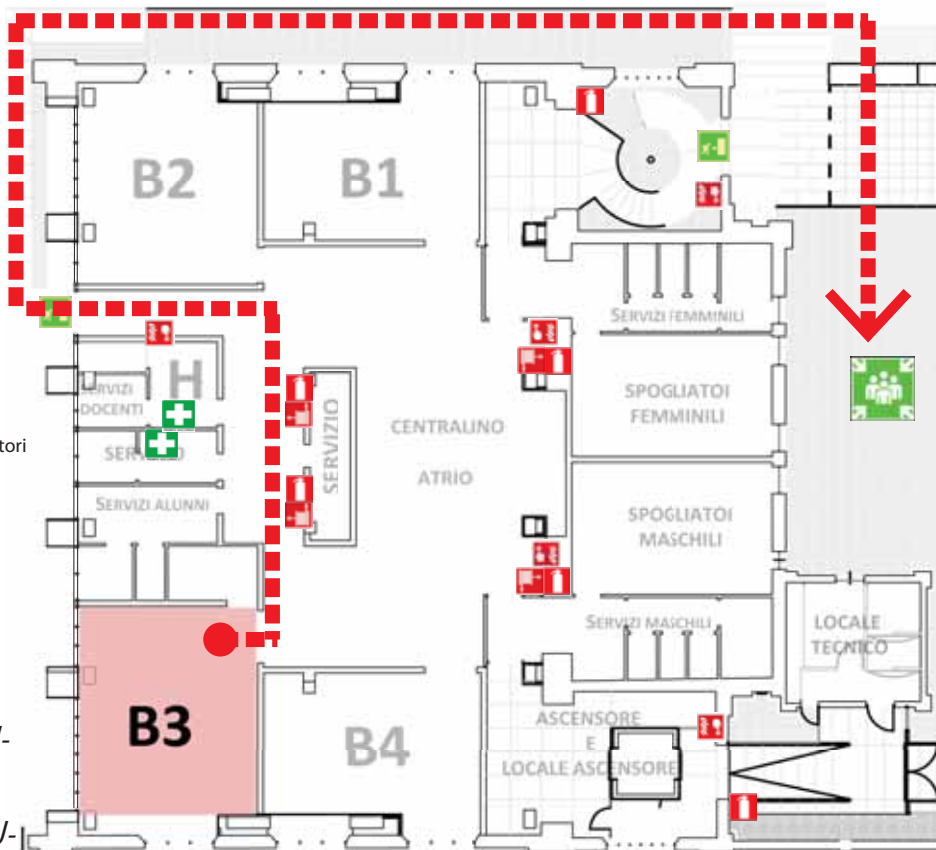 B2
B1
SERVIZI FEMMINILI
H
SERVIZI
DOCENTI
SPOGLIATOI
FEMMINILI
SERVIZIO
CENTRALINO
ATRIO
tori
SERVIZIO
SERVIZI ALUNNI
SPOGLIATOI
MASCHILI
SERVIZI MASCHILI
LOCALE
TECNICO
B3
B4
ASCENSORE
E
LOCALE ASCENSORE